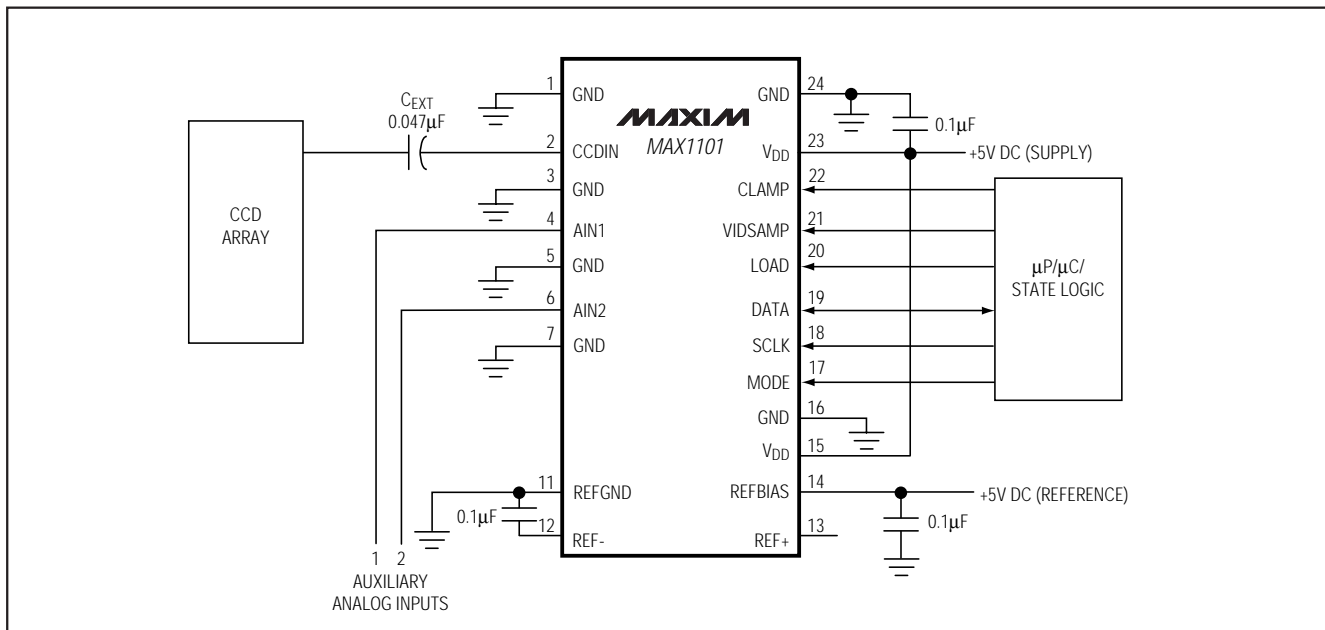 CCD
ARRAY
C_EXT
0.047μF
1 GND
2 CCDIN
3 GND
4 AIN1
5 GND
6 AIN2
7 GND
11 REFGND
0.1μF
12 REF-
1 2
AUXILIARY
ANALOG INPUTS
MAXIM
MAX1101
GND 24
0.1μF
V_DD 23
+5V DC (SUPPLY)
CLAMP 22
VIDSAMP 21
LOAD 20
DATA 19
SCLK 18
MODE 17
GND 16
V_DD 15
REFBIAS 14
+5V DC (REFERENCE)
0.1μF
REF+ 13
μP/μC/
STATE LOGIC